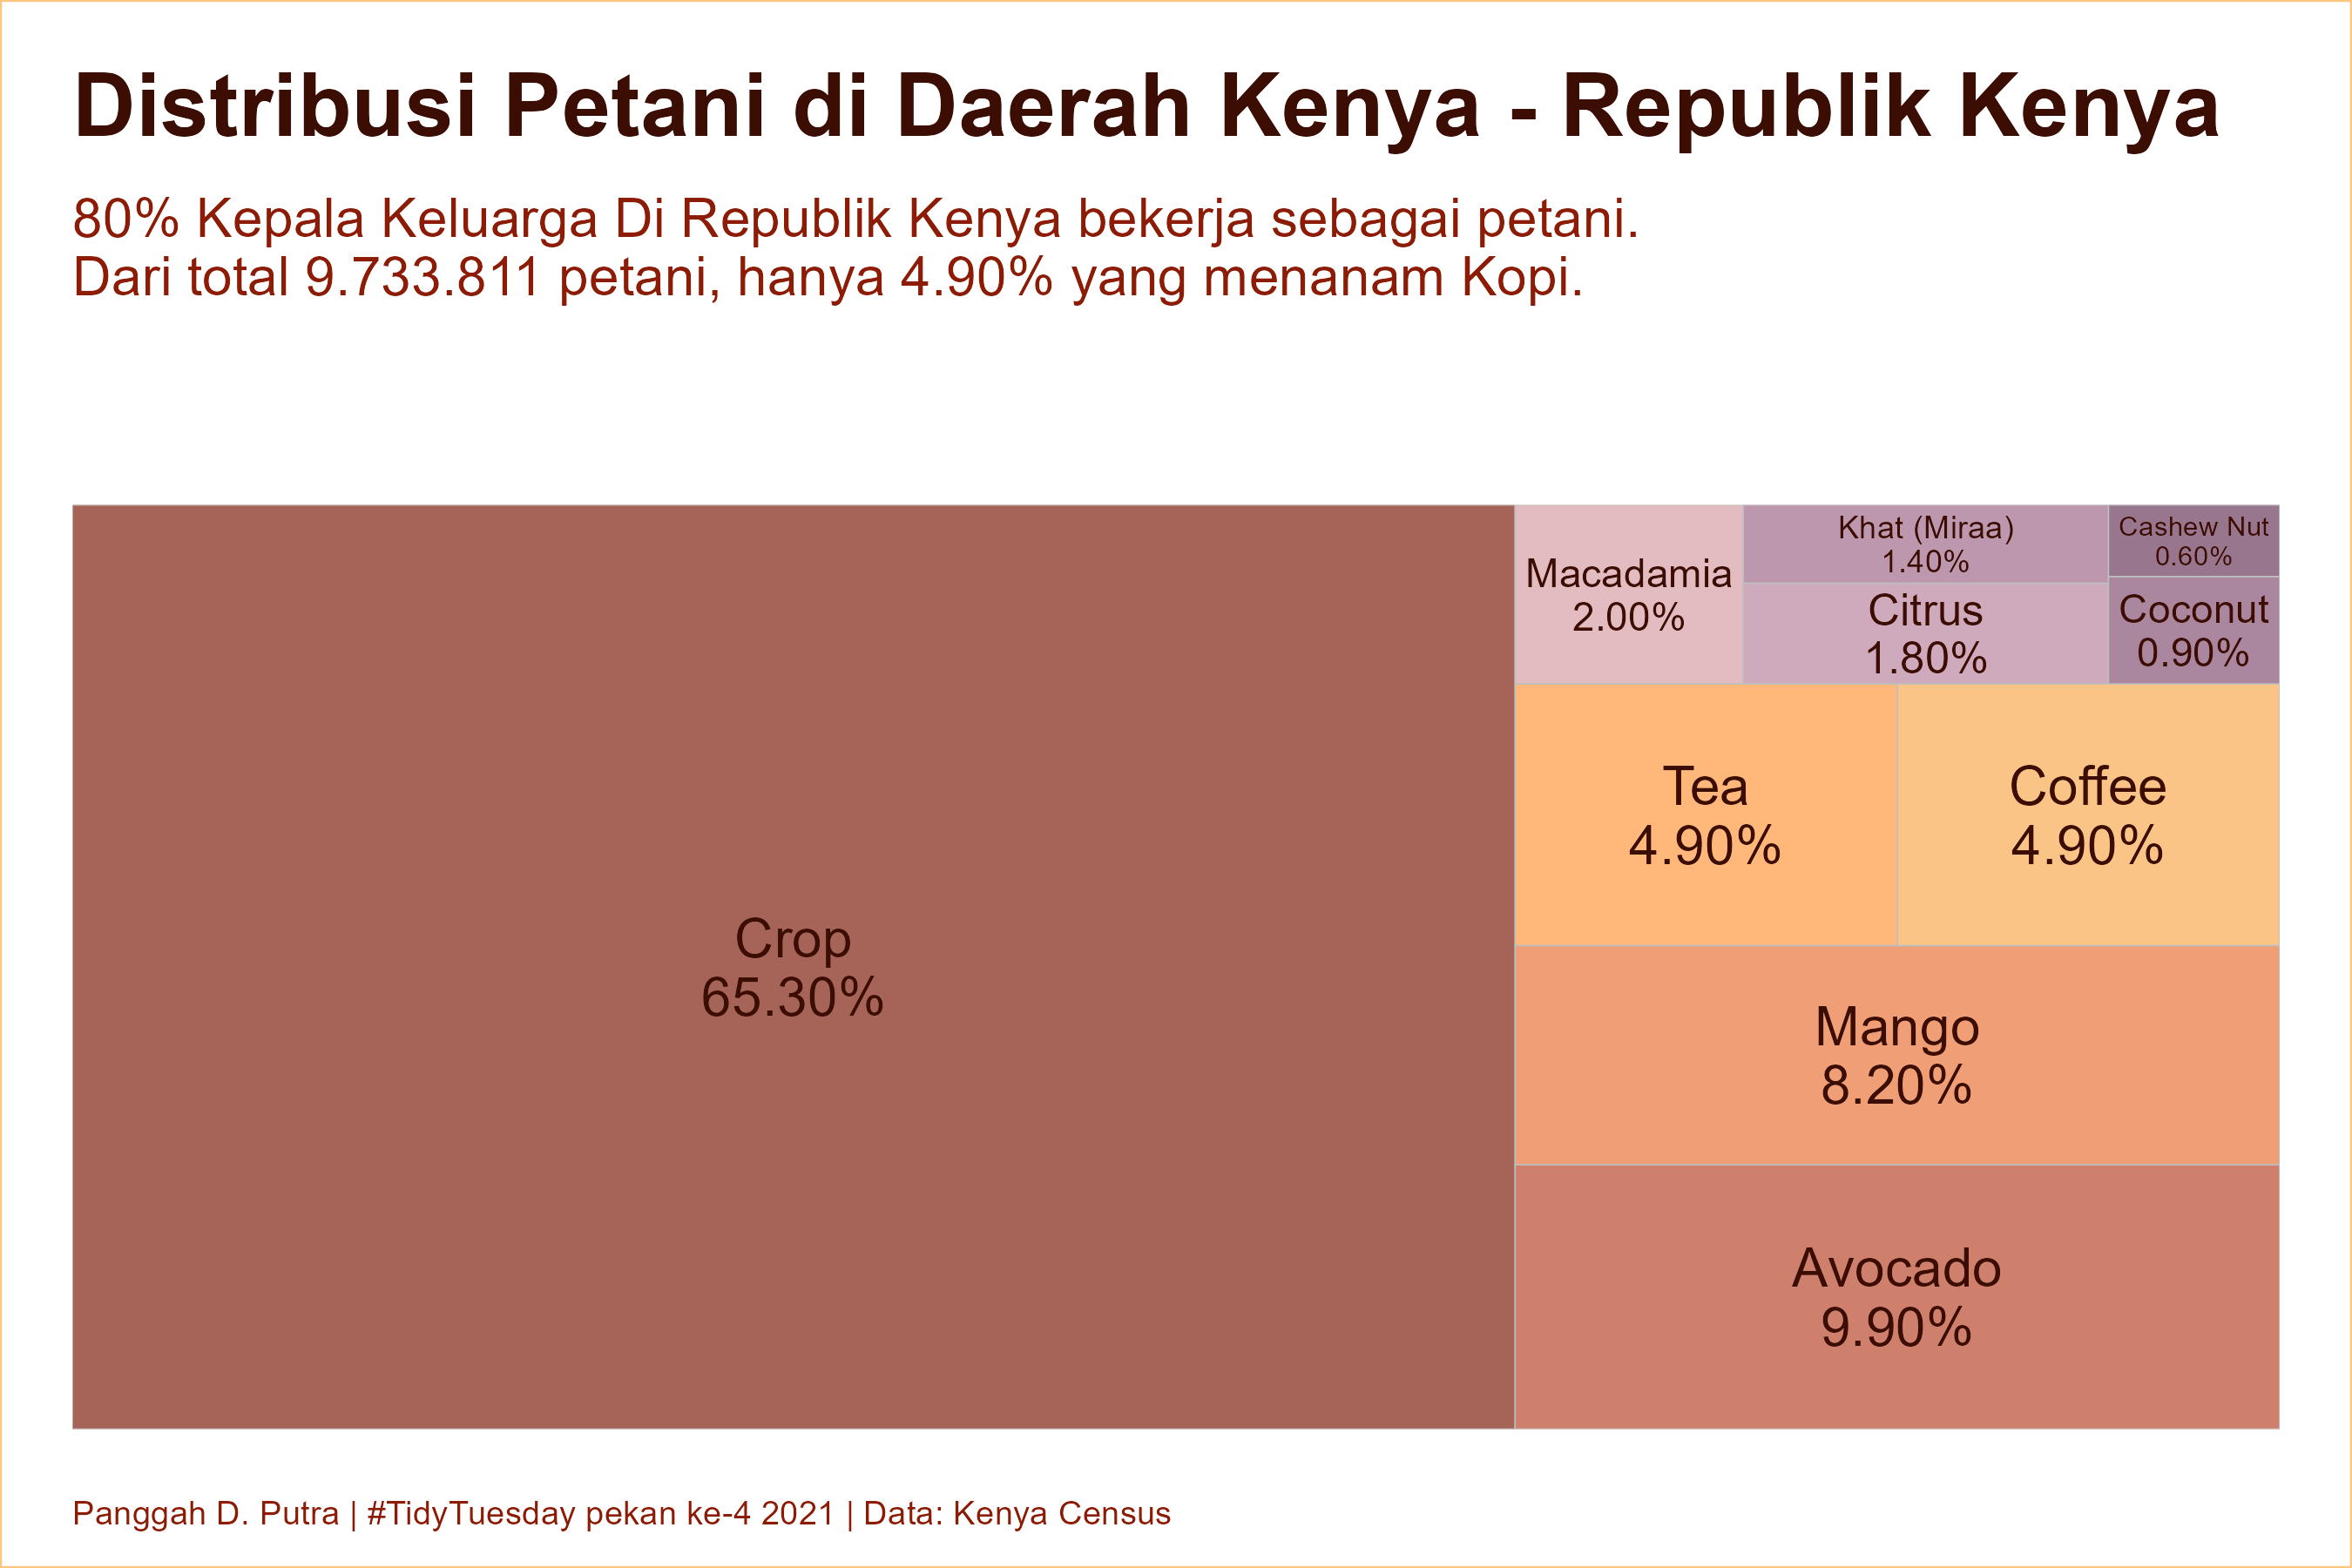 Distribusi Petani di Daerah Kenya - Republik Kenya
80% Kepala Keluarga Di Republik Kenya bekerja sebagai petani.
Dari total 9.733.811 petani, hanya 4.90% yang menanam Kopi.
Crop
65.30%
Macadamia
2.00%
Khat (Miraa)
1.40%
Cashew Nut
0.60%
Citrus
1.80%
Coconut
0.90%
Tea
4.90%
Coffee
4.90%
Mango
8.20%
Avocado
9.90%
Panggah D. Putra | #TidyTuesday pekan ke-4 2021 | Data: Kenya Census